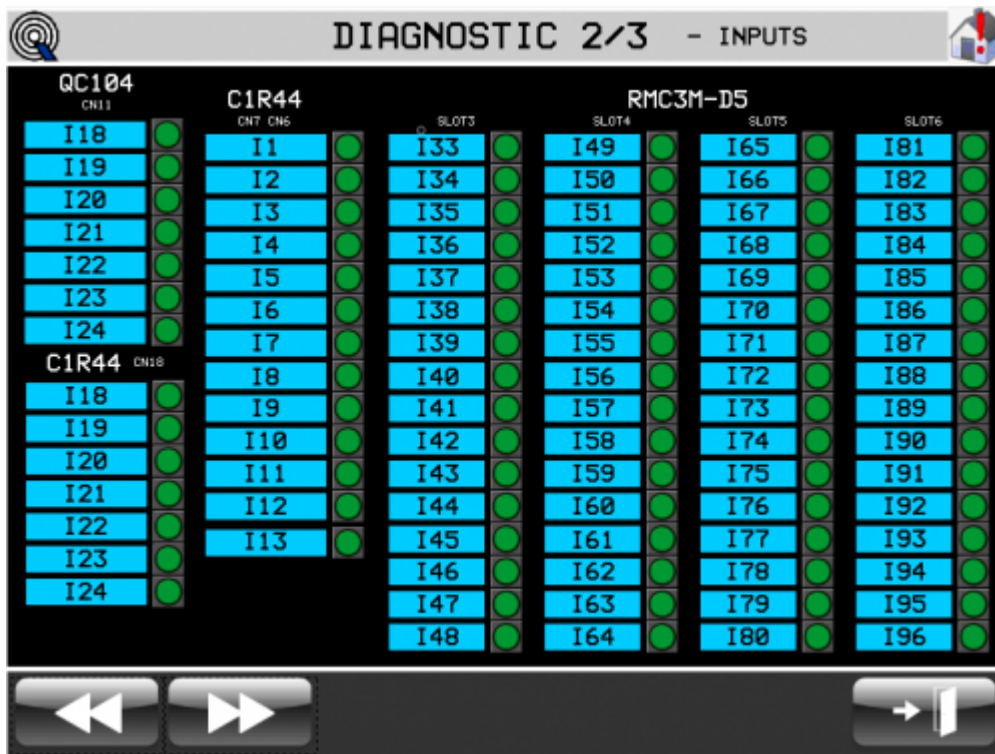 DIAGNOSTIC 2/3 - INPUTS
QC104
CN11
I18
I19
I20
I21
I22
I23
I24
C1R44 CN18
I18
I19
I20
I21
I22
I23
I24
C1R44
CN7 CN6
I1
I2
I3
I4
I5
I6
I7
I8
I9
I10
I11
I12
I13
RMC3M-D5
SLOT3
I33
I34
I35
I36
I37
I38
I39
I40
I41
I42
I43
I44
I45
I46
I47
I48
SLOT4
I49
I50
I51
I52
I53
I54
I55
I56
I57
I58
I59
I60
I61
I62
I63
I64
SLOT5
I65
I66
I67
I68
I69
I70
I71
I72
I73
I74
I75
I76
I77
I78
I79
I80
SLOT6
I81
I82
I83
I84
I85
I86
I87
I88
I89
I90
I91
I92
I93
I94
I95
I96